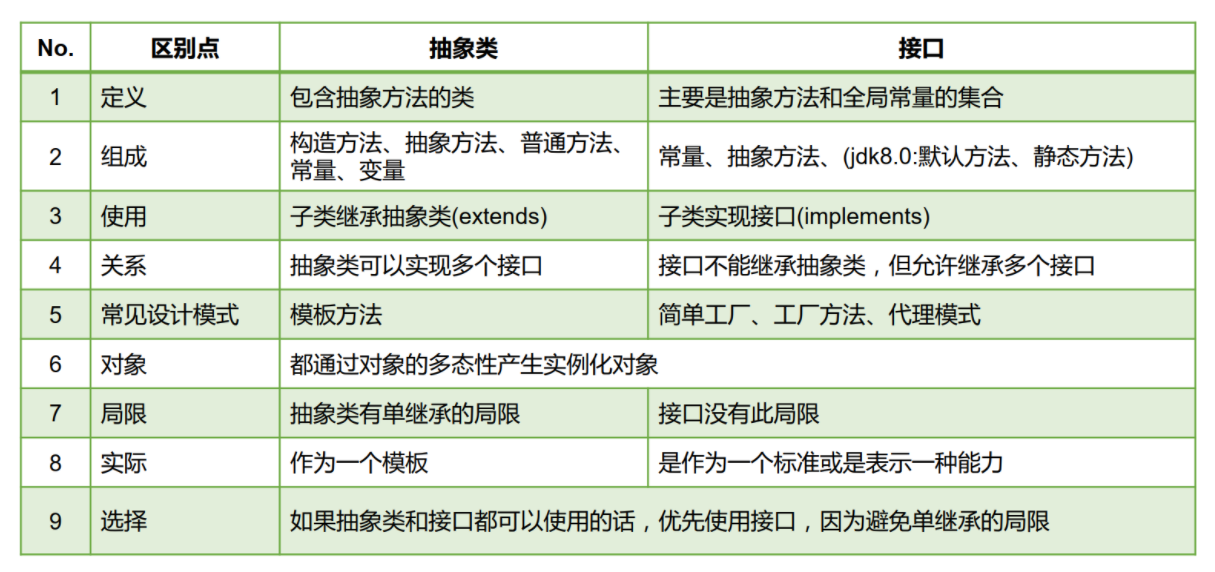 No. 区别点 抽象类 接口
1 定义 包含抽象方法的类 主要是抽象方法和全局常量的集合
2 组成 构造方法、抽象方法、普通方法、
常量、变量 常量、抽象方法、(jdk8.0:默认方法、静态方法)
3 使用 子类继承抽象类(extends) 子类实现接口(implements)
4 关系 抽象类可以实现多个接口 接口不能继承抽象类，但允许继承多个接口
5 常见设计模式 模板方法 简单工厂、工厂方法、代理模式
6 对象 都通过对象的多态性产生实例化对象
7 局限 抽象类有单继承的局限 接口没有此局限
8 实际 作为一个模板 是作为一个标准或是表示一种能力
9 选择 如果抽象类和接口都可以使用的话，优先使用接口，因为避免单继承的局限